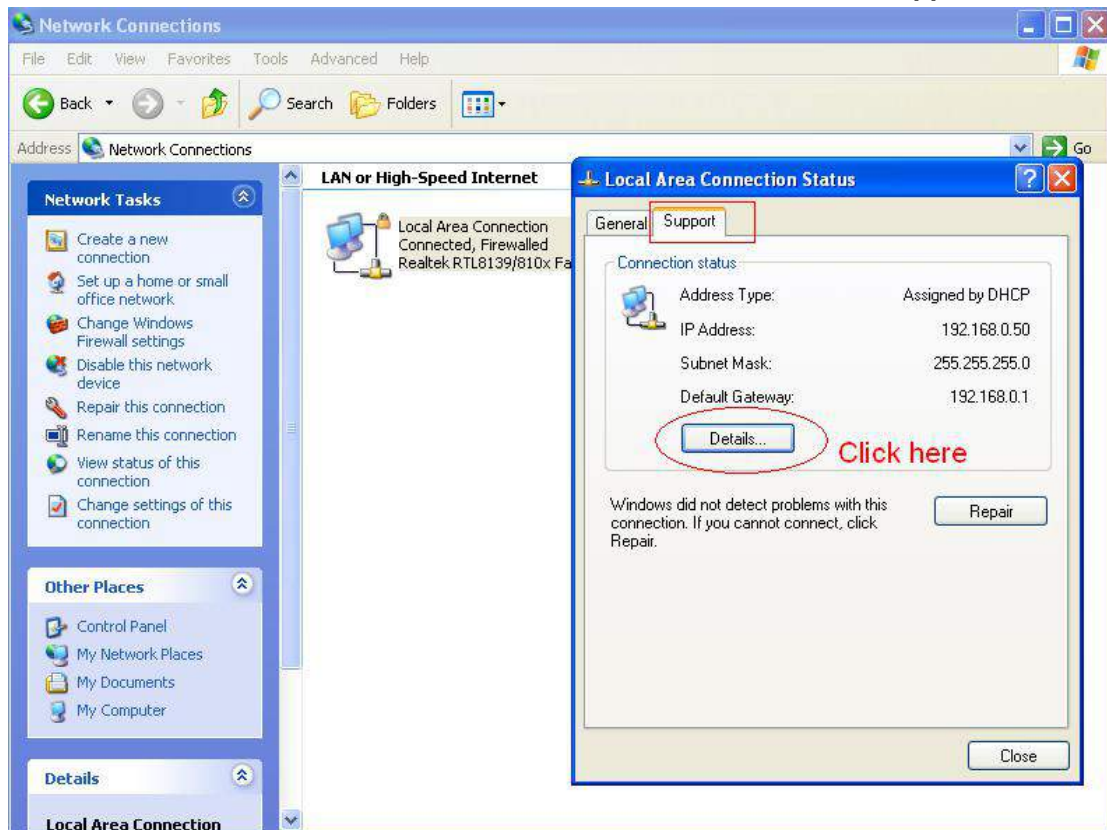 Network Connections
File Edit View Favorites Tools Advanced Help
Back Search Folders
Address Network Connections Go
Network Tasks
Create a new
connection
Set up a home or small
office network
Change Windows
Firewall settings
Disable this network
device
Repair this connection
Rename this connection
View status of this
connection
Change settings of this
connection
Other Places
Control Panel
My Network Places
My Documents
My Computer
Details
Local Area Connection
LAN or High-Speed Internet
Local Area Connection
Connected, Firewalled
Realtek RTL8139/810x Fa
Local Area Connection Status
General Support
Connection status
Address Type: Assigned by DHCP
IP Address: 192.168.0.50
Subnet Mask: 255.255.255.0
Default Gateway: 192.168.0.1
Details...
Click here
Windows did not detect problems with this
connection. If you cannot connect, click
Repair.
Repair
Close